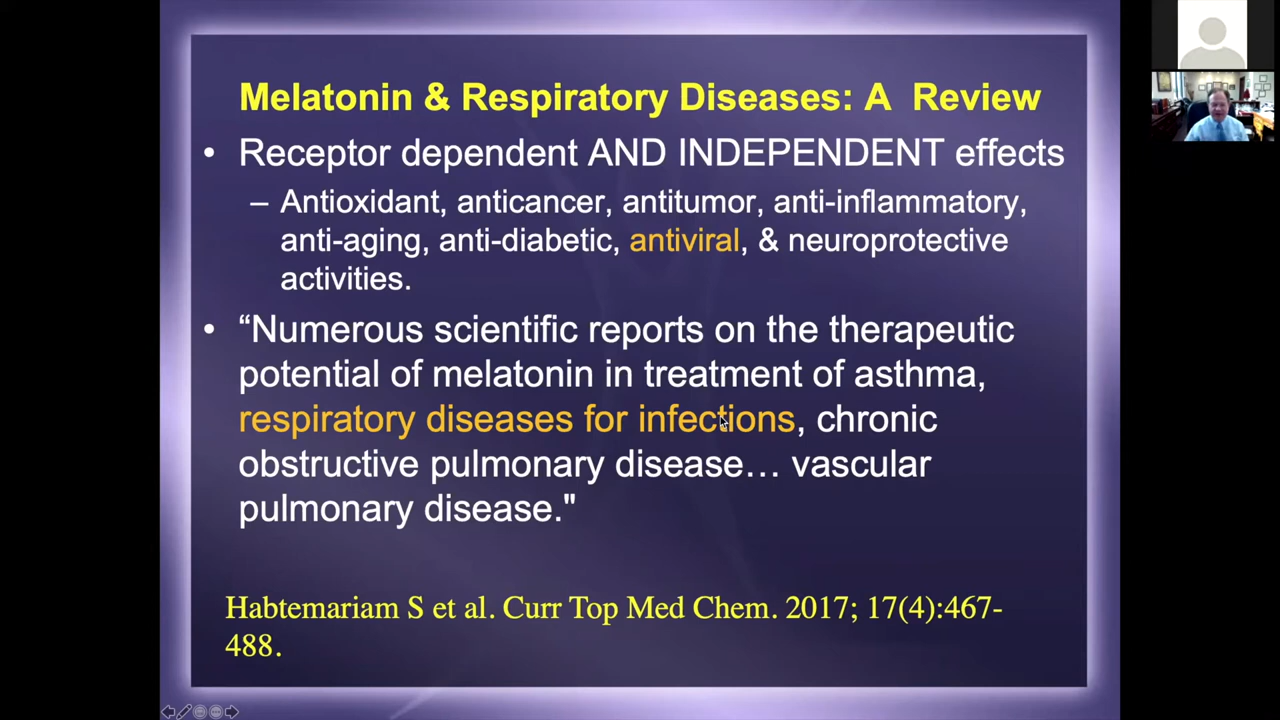 Melatonin & Respiratory Diseases: A Review
• Receptor dependent AND INDEPENDENT effects
– Antioxidant, anticancer, antitumor, anti-inflammatory,
anti-aging, anti-diabetic, antiviral, & neuroprotective
activities.
• “Numerous scientific reports on the therapeutic
potential of melatonin in treatment of asthma,
respiratory diseases for infections, chronic
obstructive pulmonary disease… vascular
pulmonary disease."
Habtemariam S et al. Curr Top Med Chem. 2017; 17(4):467-
488.